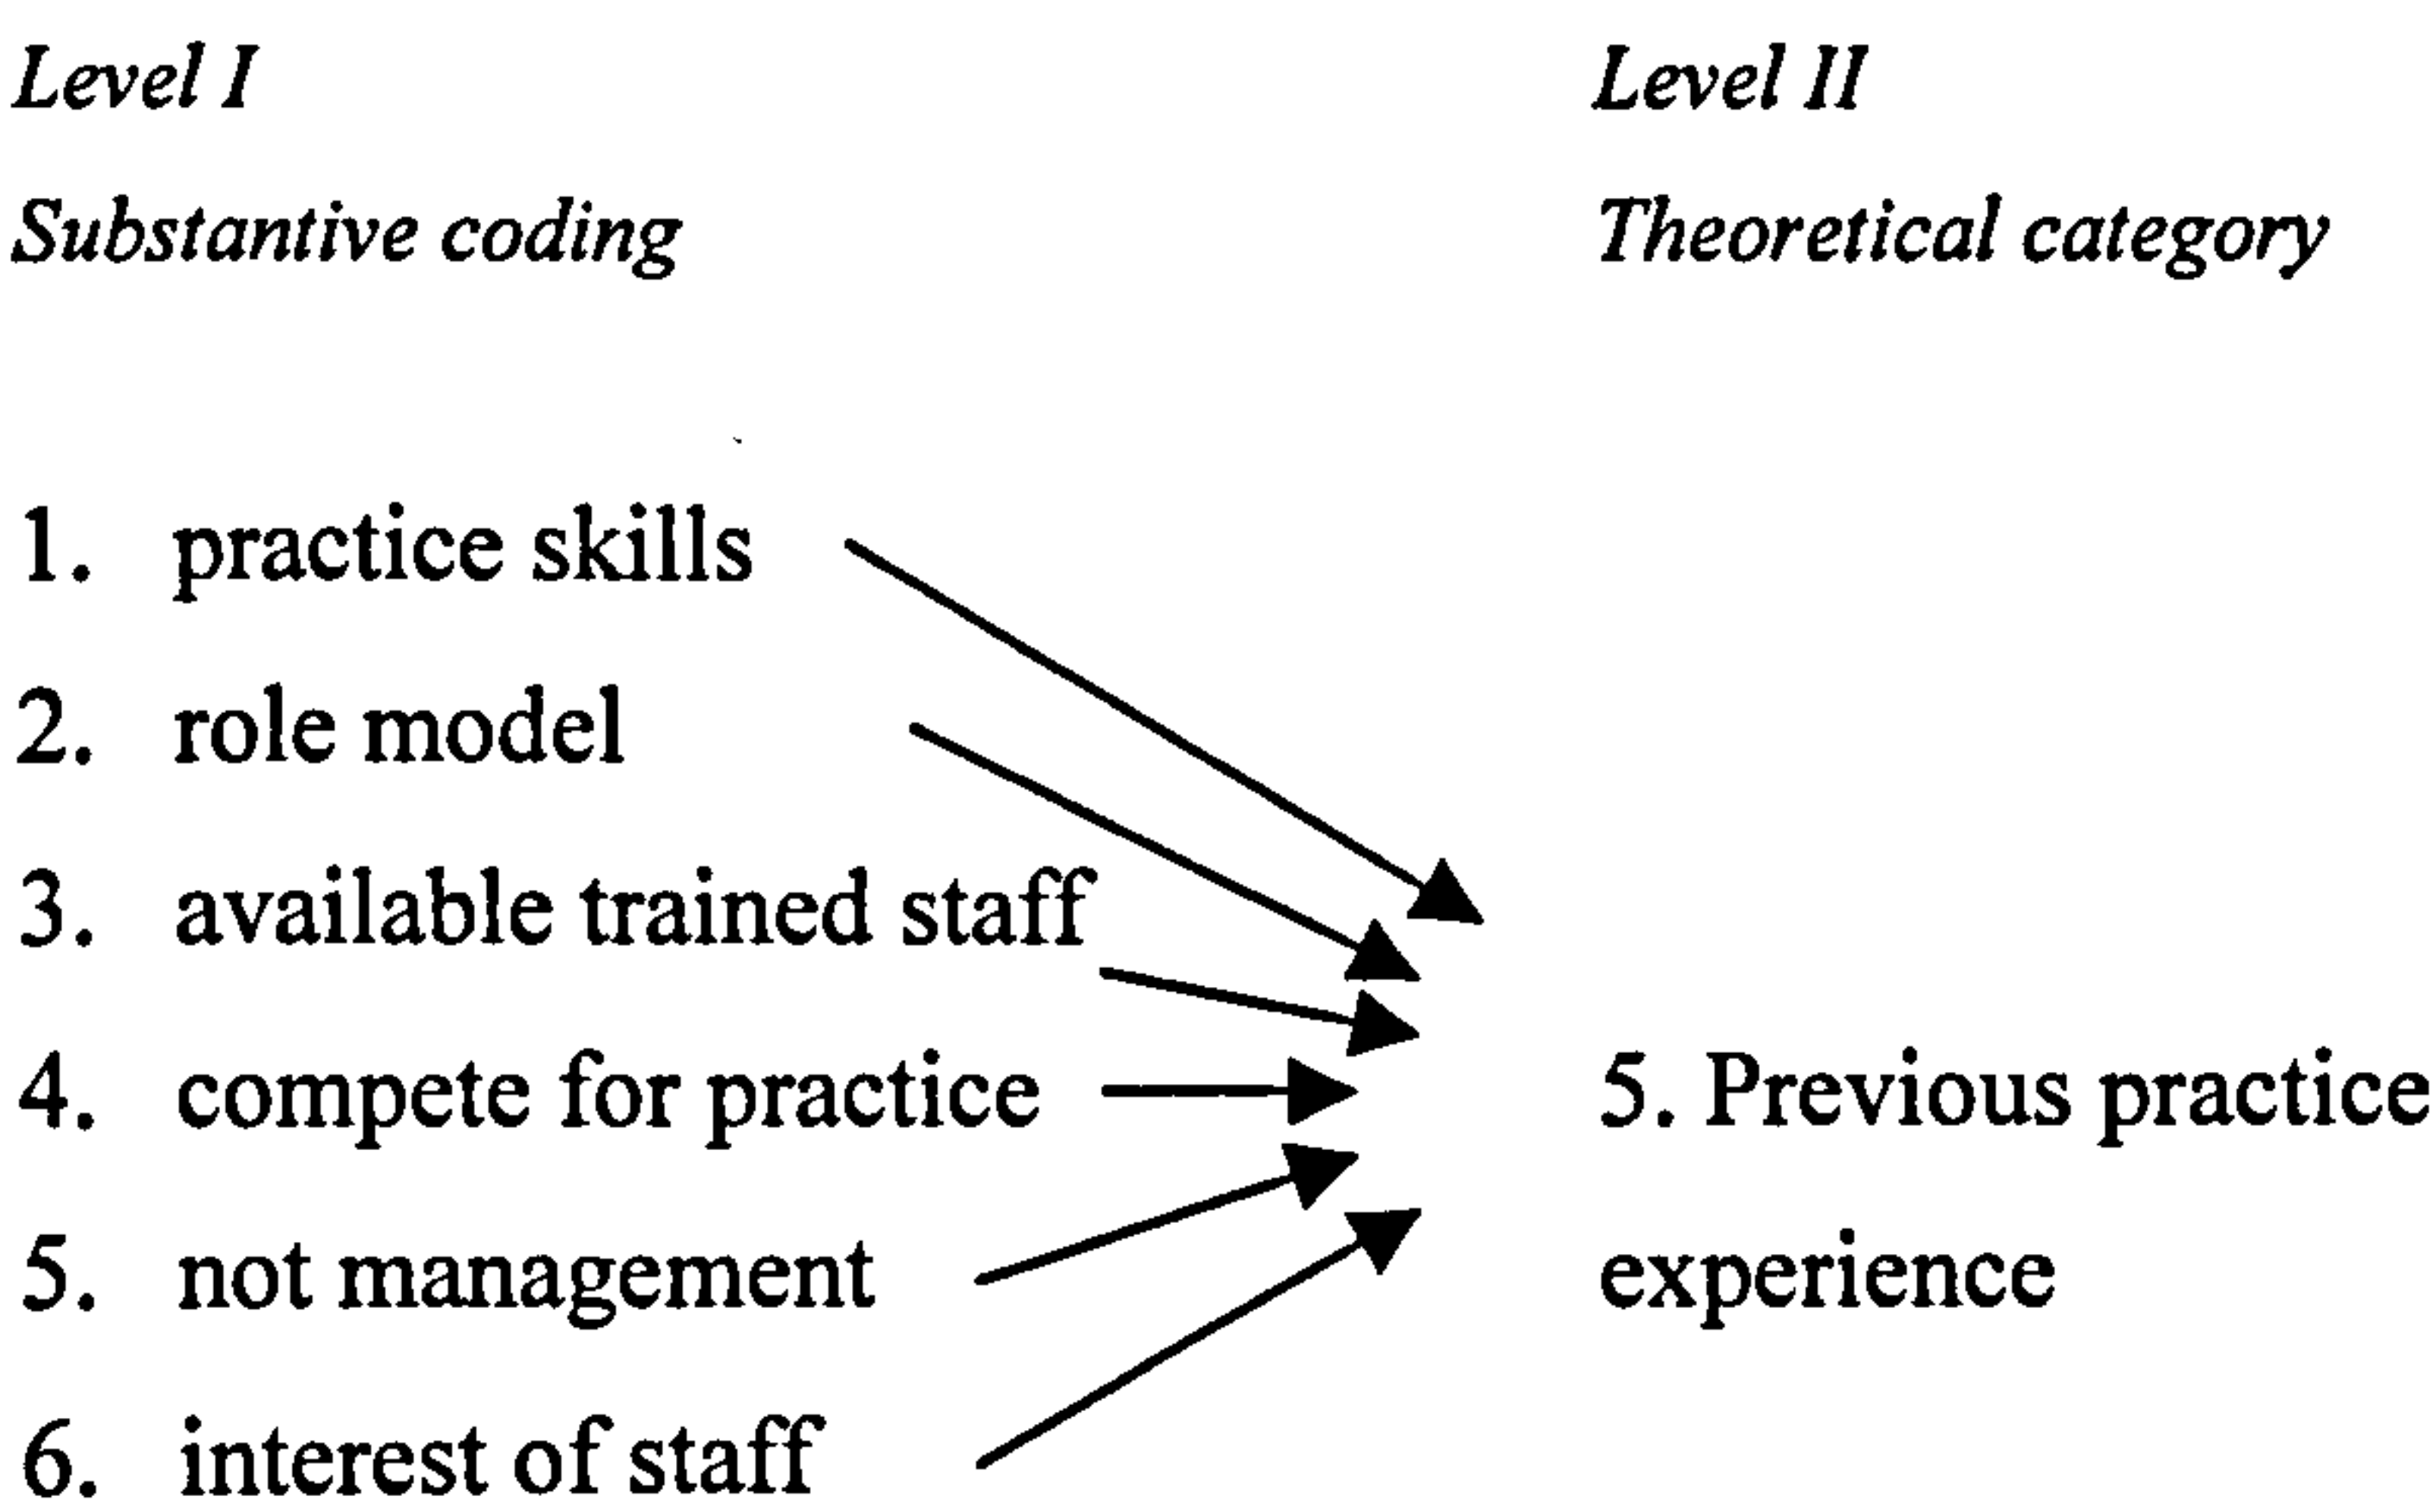 Level I
Substantive coding
1. practice skills
2. role model
3. available trained staff
4. compete for practice
5. not management
6. interest of staff
Level II
Theoretical category
5. Previous practice
experience